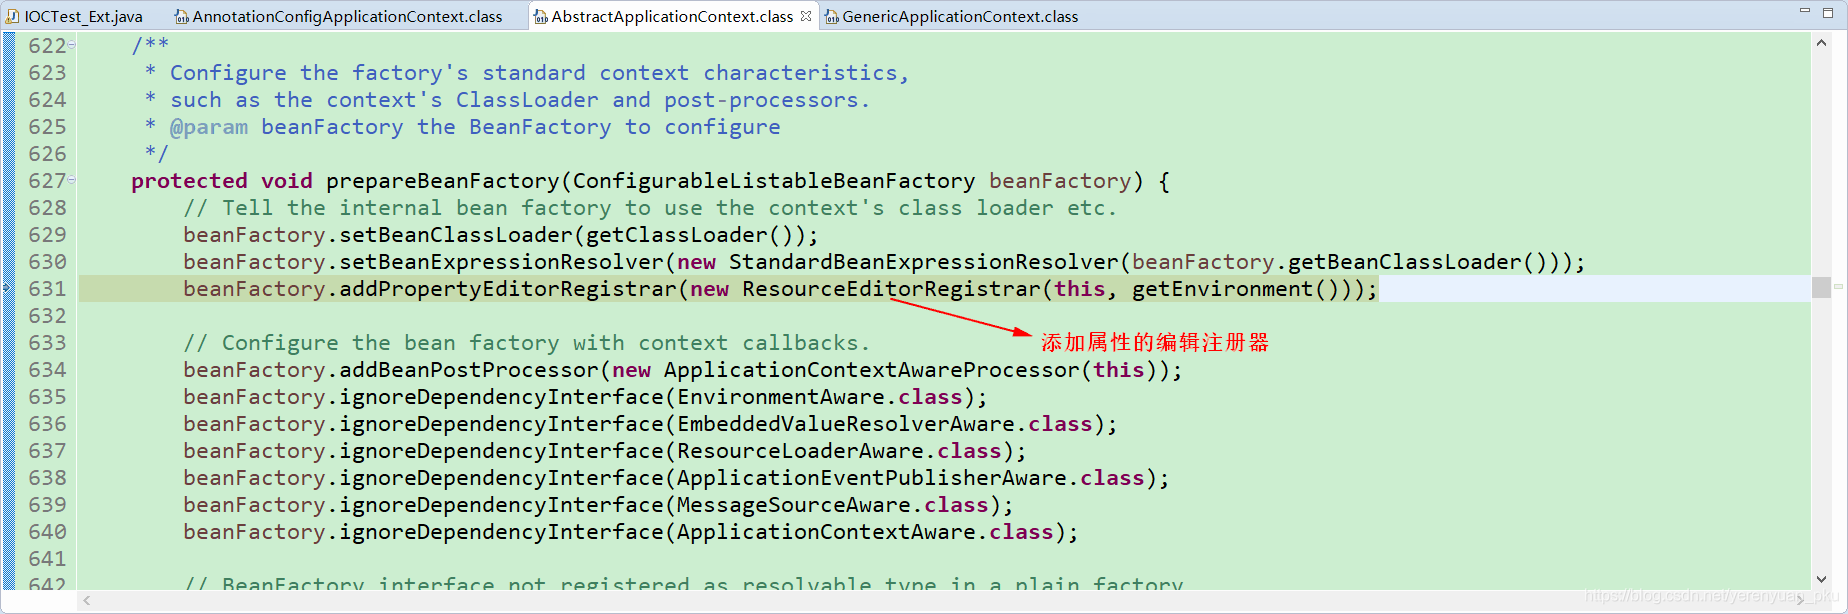 IOCTest_Ext.java AnnotationConfigApplicationContext.class AbstractApplicationContext.class GenericApplicationContext.class
622 /**
623 * Configure the factory's standard context characteristics,
624 * such as the context's ClassLoader and post-processors.
625 * @param beanFactory the BeanFactory to configure
626 */
627 protected void prepareBeanFactory(ConfigurableListableBeanFactory beanFactory) {
628 // Tell the internal bean factory to use the context's class loader etc.
629 beanFactory.setBeanClassLoader(getClassLoader());
630 beanFactory.setBeanExpressionResolver(new StandardBeanExpressionResolver(beanFactory.getBeanClassLoader()));
631 beanFactory.addPropertyEditorRegistrar(new ResourceEditorRegistrar(this, getEnvironment()));
632
633 // Configure the bean factory with context callbacks.
添加属性的编辑注册器
634 beanFactory.addBeanPostProcessor(new ApplicationContextAwareProcessor(this));
635 beanFactory.ignoreDependencyInterface(EnvironmentAware.class);
636 beanFactory.ignoreDependencyInterface(EmbeddedValueResolverAware.class);
637 beanFactory.ignoreDependencyInterface(ResourceLoaderAware.class);
638 beanFactory.ignoreDependencyInterface(ApplicationEventPublisherAware.class);
639 beanFactory.ignoreDependencyInterface(MessageSourceAware.class);
640 beanFactory.ignoreDependencyInterface(ApplicationContextAware.class);
641
642 // BeanFactory interface not registered as resolvable type in a plain factory.
https://blog.csdn.net/yerenyuan_pku